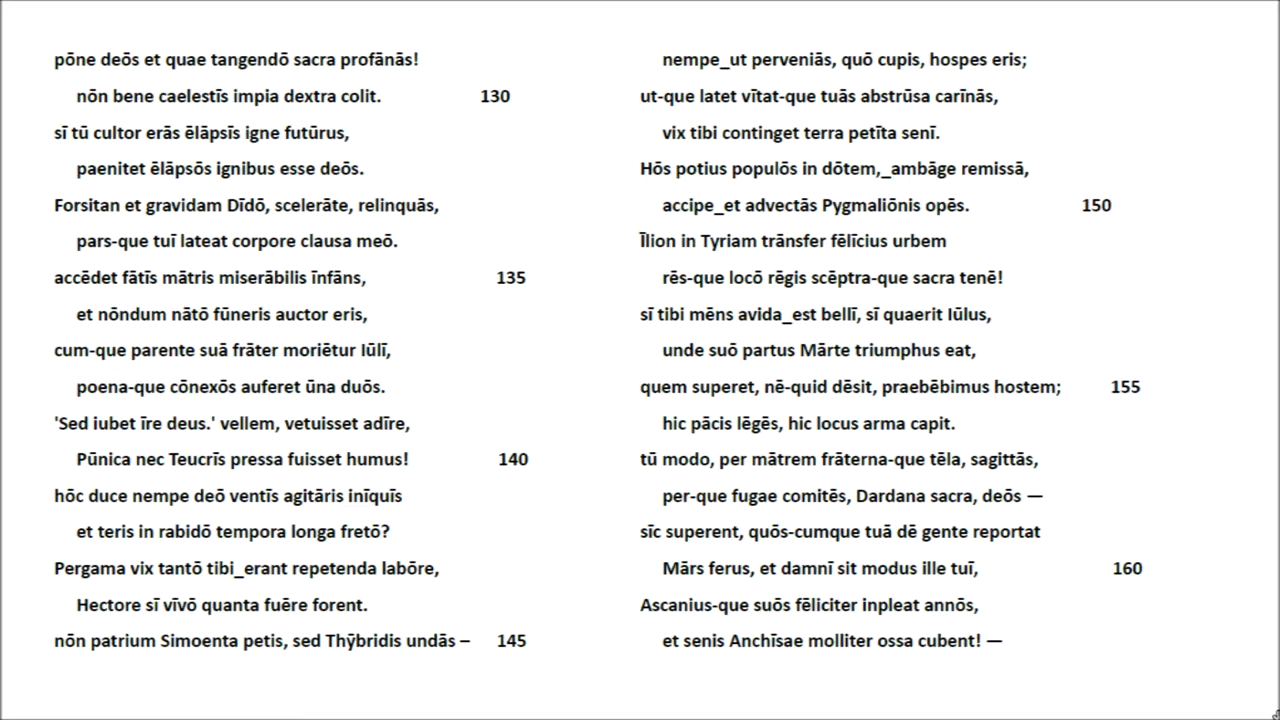 pōne deōs et quae tangendō sacra profānās!
nōn bene caelestīs impia dextra colit. 130
sī tū cultor erās ēlāpsīs igne futūrus,
paenitet ēlāpsōs ignibus esse deōs.
Forsitan et gravidam Dīdō, scelerāte, relinquās,
pars-que tuī lateat corpore clausa meō.
accēdet fātīs mātris miserābilis īnfāns, 135
et nōndum nātō fūneris auctor eris,
cum-que parente suā frāter moriētur Iūlī,
poena-que cōnexōs auferet ūna duōs.
'Sed iubet īre deus.' vellem, vetuisset adīre,
Pūnica nec Teucrīs pressa fuisset humus! 140
hōc duce nempe deō ventīs agitāris inīquīs
et teris in rabidō tempora longa fretō?
Pergama vix tantō tibi_erant repetenda labōre,
Hectore sī vīvō quanta fuēre forent.
nōn patrium Simoenta petis, sed Thȳbridis undās – 145
nempe_ut perveniās, quō cupis, hospes eris;
ut-que latet vītat-que tuās abstrūsa carīnās,
vix tibi continget terra petīta senī.
Hōs potius populōs in dōtem,_ambāge remissā,
accipe_et advectās Pygmaliōnis opēs. 150
Īlion in Tyriam trānsfer fēlīcius urbem
rēs-que locō rēgis scēptra-que sacra tenē!
sī tibi mēns avida_est bellī, sī quaerit Iūlus,
unde suō partus Mārte triumphus eat,
quem superet, nē-quid dēsit, praebēbimus hostem; 155
hic pācis lēgēs, hic locus arma capit.
tū modo, per mātrem frāterna-que tēla, sagittās,
per-que fugae comitēs, Dardana sacra, deōs —
sīc superent, quōs-cumque tuā dē gente reportat
Mārs ferus, et damnī sit modus ille tuī, 160
Ascanius-que suōs fēliciter inpleat annōs,
et senis Anchīsae molliter ossa cubent! —